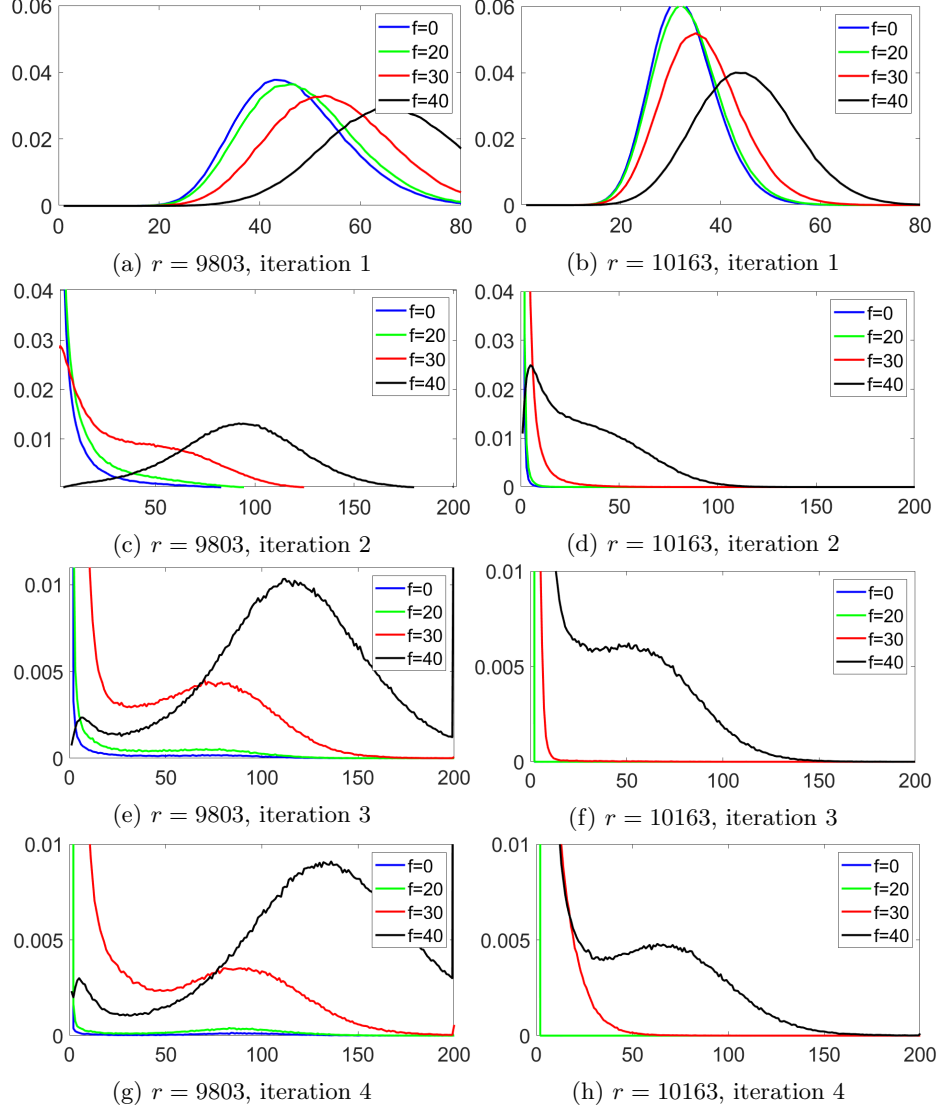 0.06
0.04
0.02
0
0 20 40 60 80
f=0
f=20
f=30
f=40
(a) r = 9803, iteration 1
0.06
0.04
0.02
0
20 40 60 80
f=0
f=20
f=30
f=40
(b) r = 10163, iteration 1
0.04
0.03
0.02
0.01
50 100 150 200
f=0
f=20
f=30
f=40
(c) r = 9803, iteration 2
0.04
0.03
0.02
0.01
0
0 50 100 150 200
f=0
f=20
f=30
f=40
(d) r = 10163, iteration 2
0.01
0.005
0
0 50 100 150 200
f=0
f=20
f=30
f=40
(e) r = 9803, iteration 3
0.01
0.005
0
0 50 100 150 200
f=0
f=20
f=30
f=40
(f) r = 10163, iteration 3
0.01
0.005
0
0 50 100 150 200
f=0
f=20
f=30
f=40
(g) r = 9803, iteration 4
0.01
0.005
0
0 50 100 150 200
f=0
f=20
f=30
f=40
(h) r = 10163, iteration 4